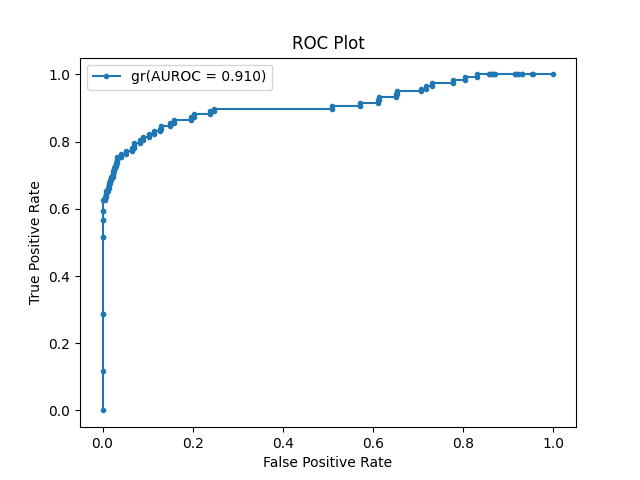 ROC Plot
gr(AUROC = 0.910)
1.0
0.8
0.6
0.4
0.2
0.0
True Positive Rate
0.0 0.2 0.4 0.6 0.8 1.0
False Positive Rate